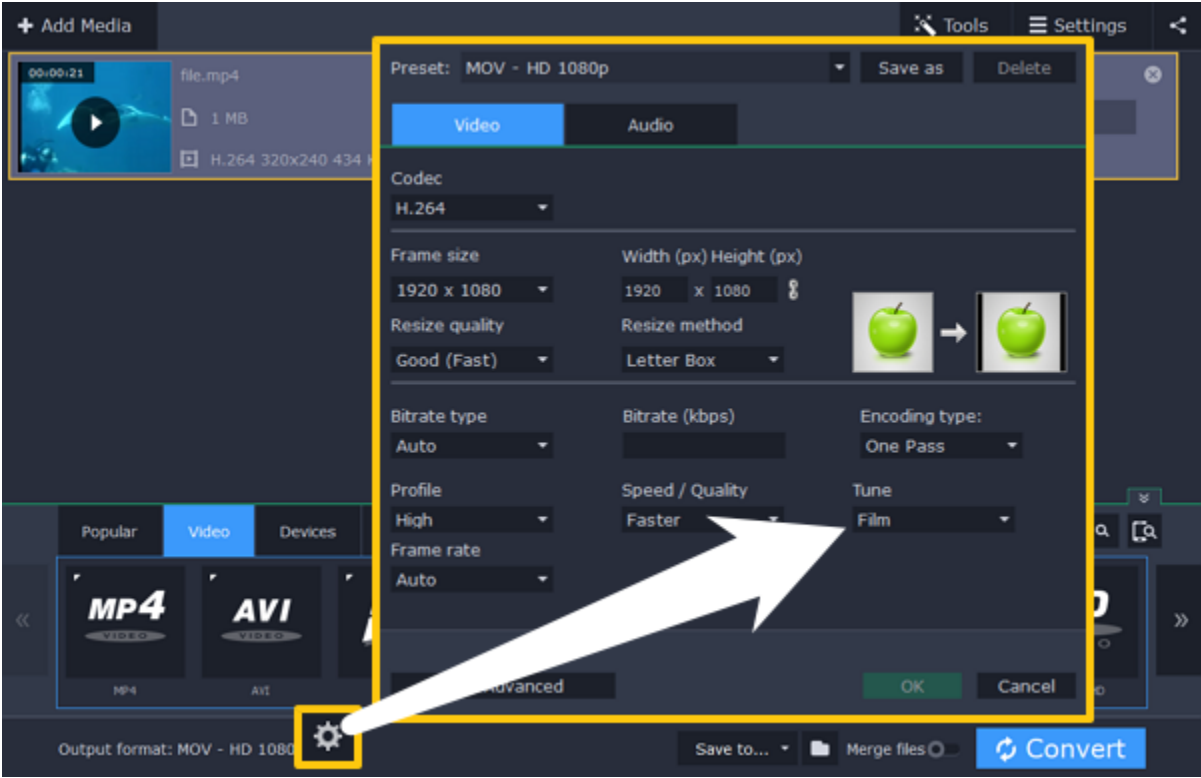 Add Media
Tools
Settings
00:00:21
file.mp4
1 MB
H.264 320x240 434
Preset: MOV - HD 1080p
Save as
Delete
Video
Audio
Codec
H.264
Frame size
Width (px) Height (px)
1920 x 1080
1920 x 1080
Resize quality
Resize method
Good (Fast)
Letter Box
Bitrate type
Bitrate (kbps)
Encoding type:
Auto
One Pass
Profile
Speed / Quality
Tune
High
Faster
Film
Frame rate
Auto
Advanced
OK
Cancel
Popular
Video
Devices
MP4
VIDEO
AVI
VIDEO
MP4
AVI
Output format: MOV - HD 1080
Save to...
Merge files
Convert